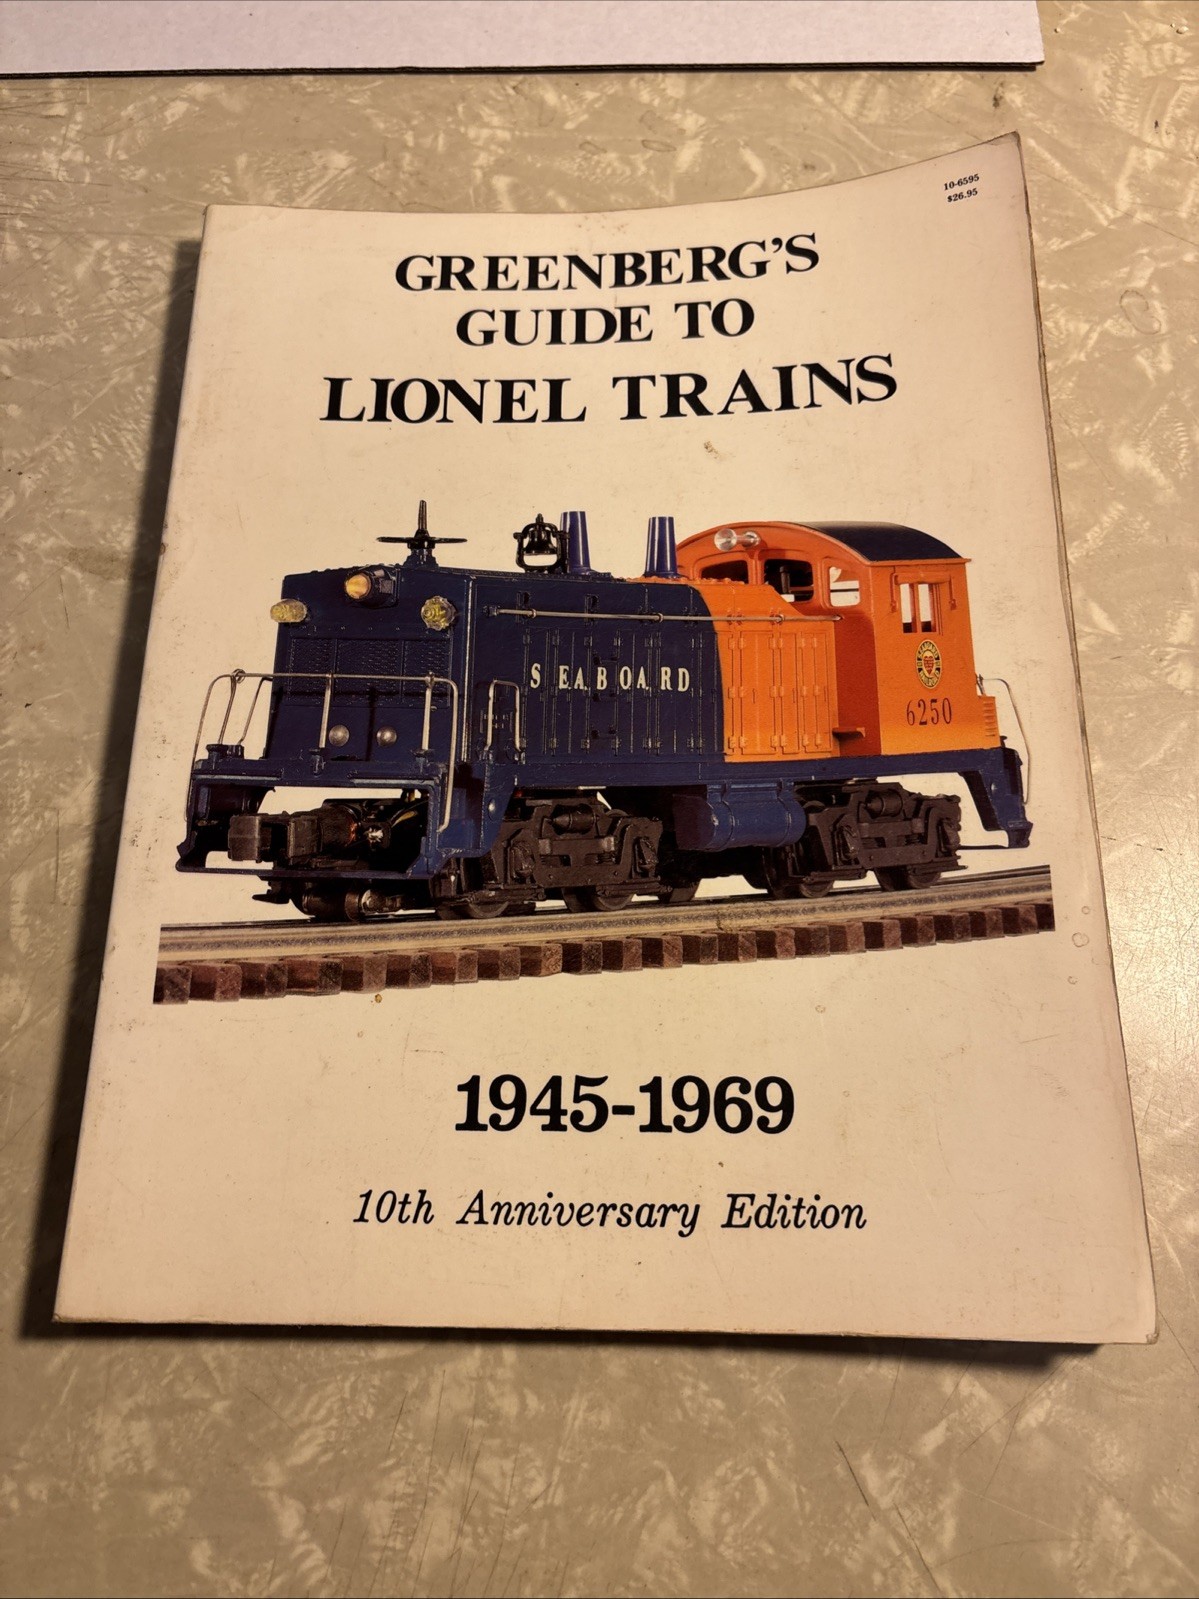 10-6595
$26.95
GREENBERG'S
GUIDE TO
LIONEL TRAINS
SEABOARD
6250
1945-1969
10th Anniversary Edition